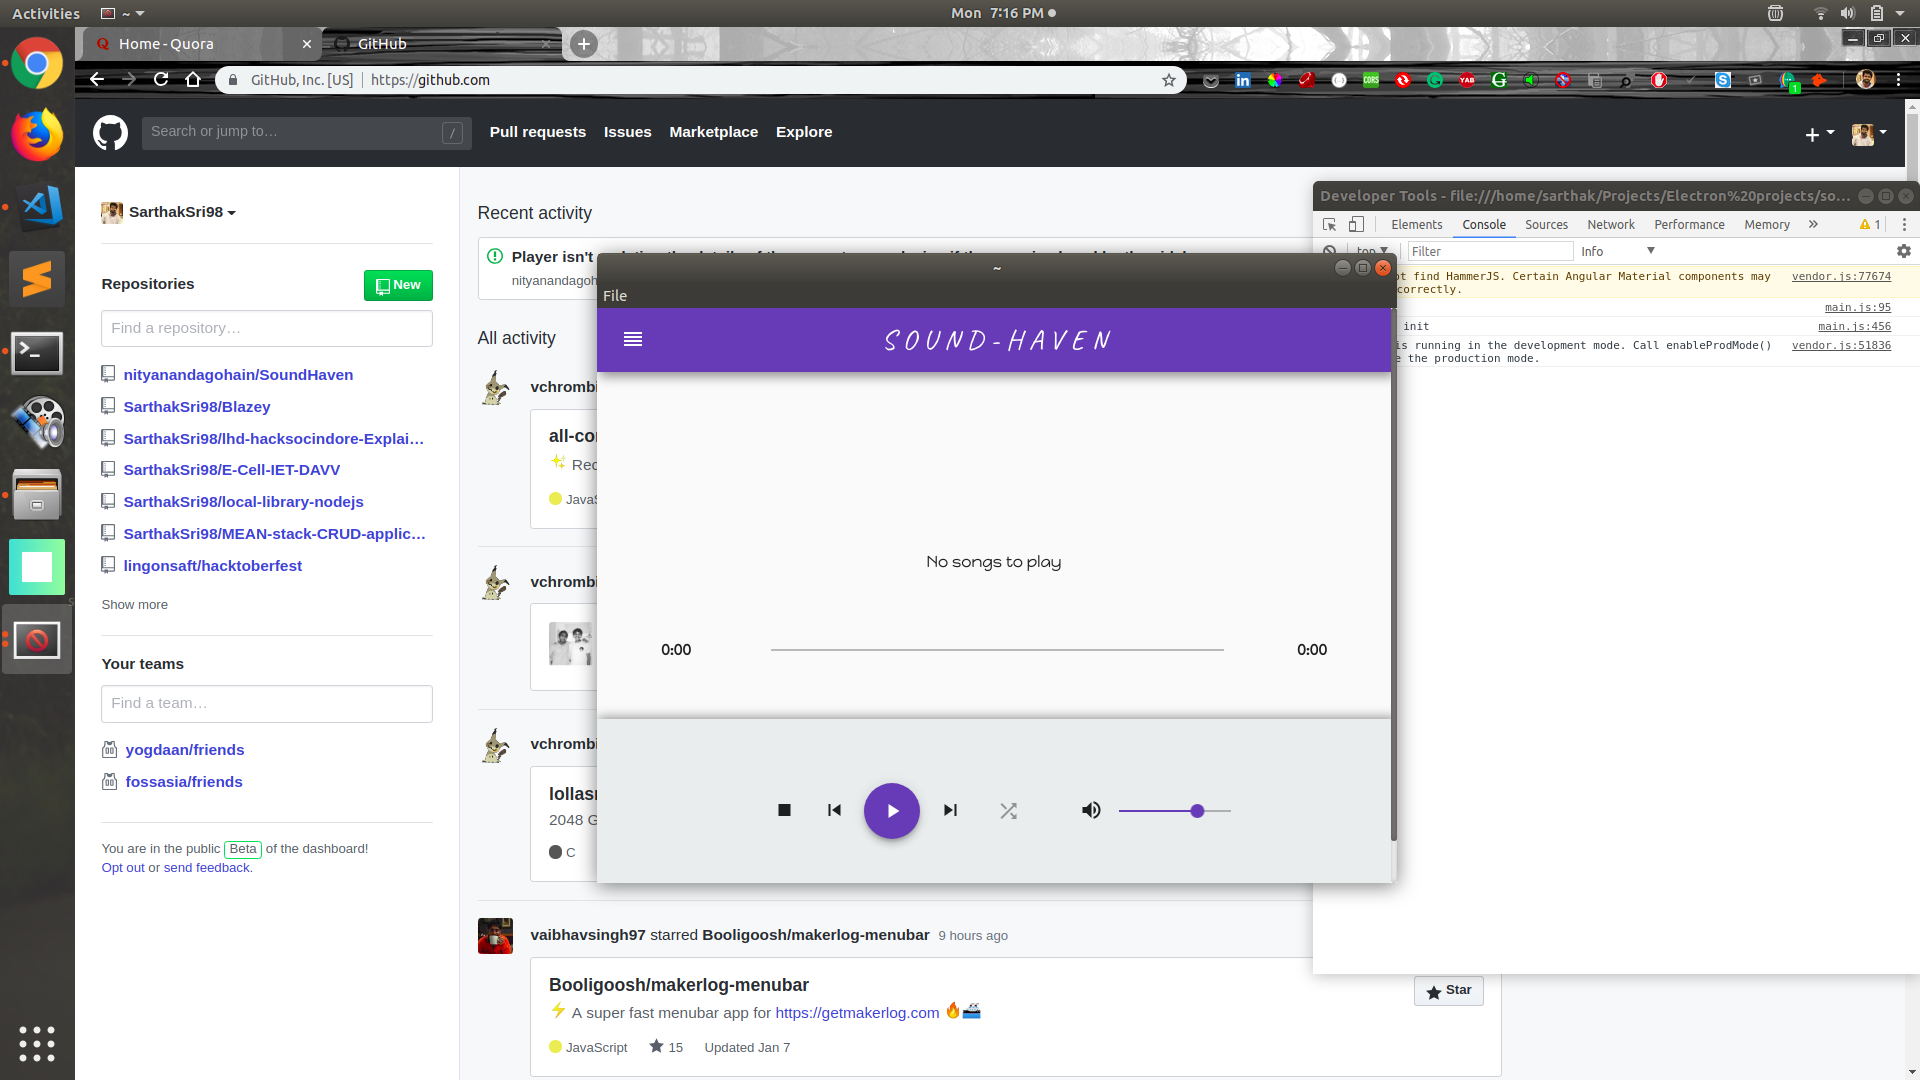 Activities
~
Mon 7:16 PM
Home - Quora
GitHub
GitHub, Inc. [US]
https://github.com
CORS
YAB
1
Search or jump to…
/
Pull requests
Issues
Marketplace
Explore
SarthakSri98
Repositories
New
Find a repository…
nityanandagohain/SoundHaven
SarthakSri98/Blazey
SarthakSri98/lhd-hacksocindore-Explai…
SarthakSri98/E-Cell-IET-DAVV
SarthakSri98/local-library-nodejs
SarthakSri98/MEAN-stack-CRUD-applic…
lingonsaft/hacktoberfest
Show more
Your teams
Find a team…
yogdaan/friends
fossasia/friends
You are in the public Beta of the dashboard!
Opt out or send feedback.
Recent activity
Player isn't
nityanandagoh
All activity
vchrombi
all-co
Rec
JavaS
vchrombi
vchrombi
lollas
2048 G
C
vaibhavsingh97 starred Booligoosh/makerlog-menubar 9 hours ago
Booligoosh/makerlog-menubar
A super fast menubar app for https://getmakerlog.com
JavaScript
15
Updated Jan 7
Star
~
File
SOUND-HAVEN
No songs to play
0:00
0:00
Developer Tools - file:///home/sarthak/Projects/Electron%20projects/so...
Elements
Console
Sources
Network
Performance
Memory
»
1
top
Filter
Info
ot find HammerJS. Certain Angular Material components may
correctly.
vendor.js:77674
main.js:95
init
main.js:456
is running in the development mode. Call enableProdMode()
e the production mode.
vendor.js:51836